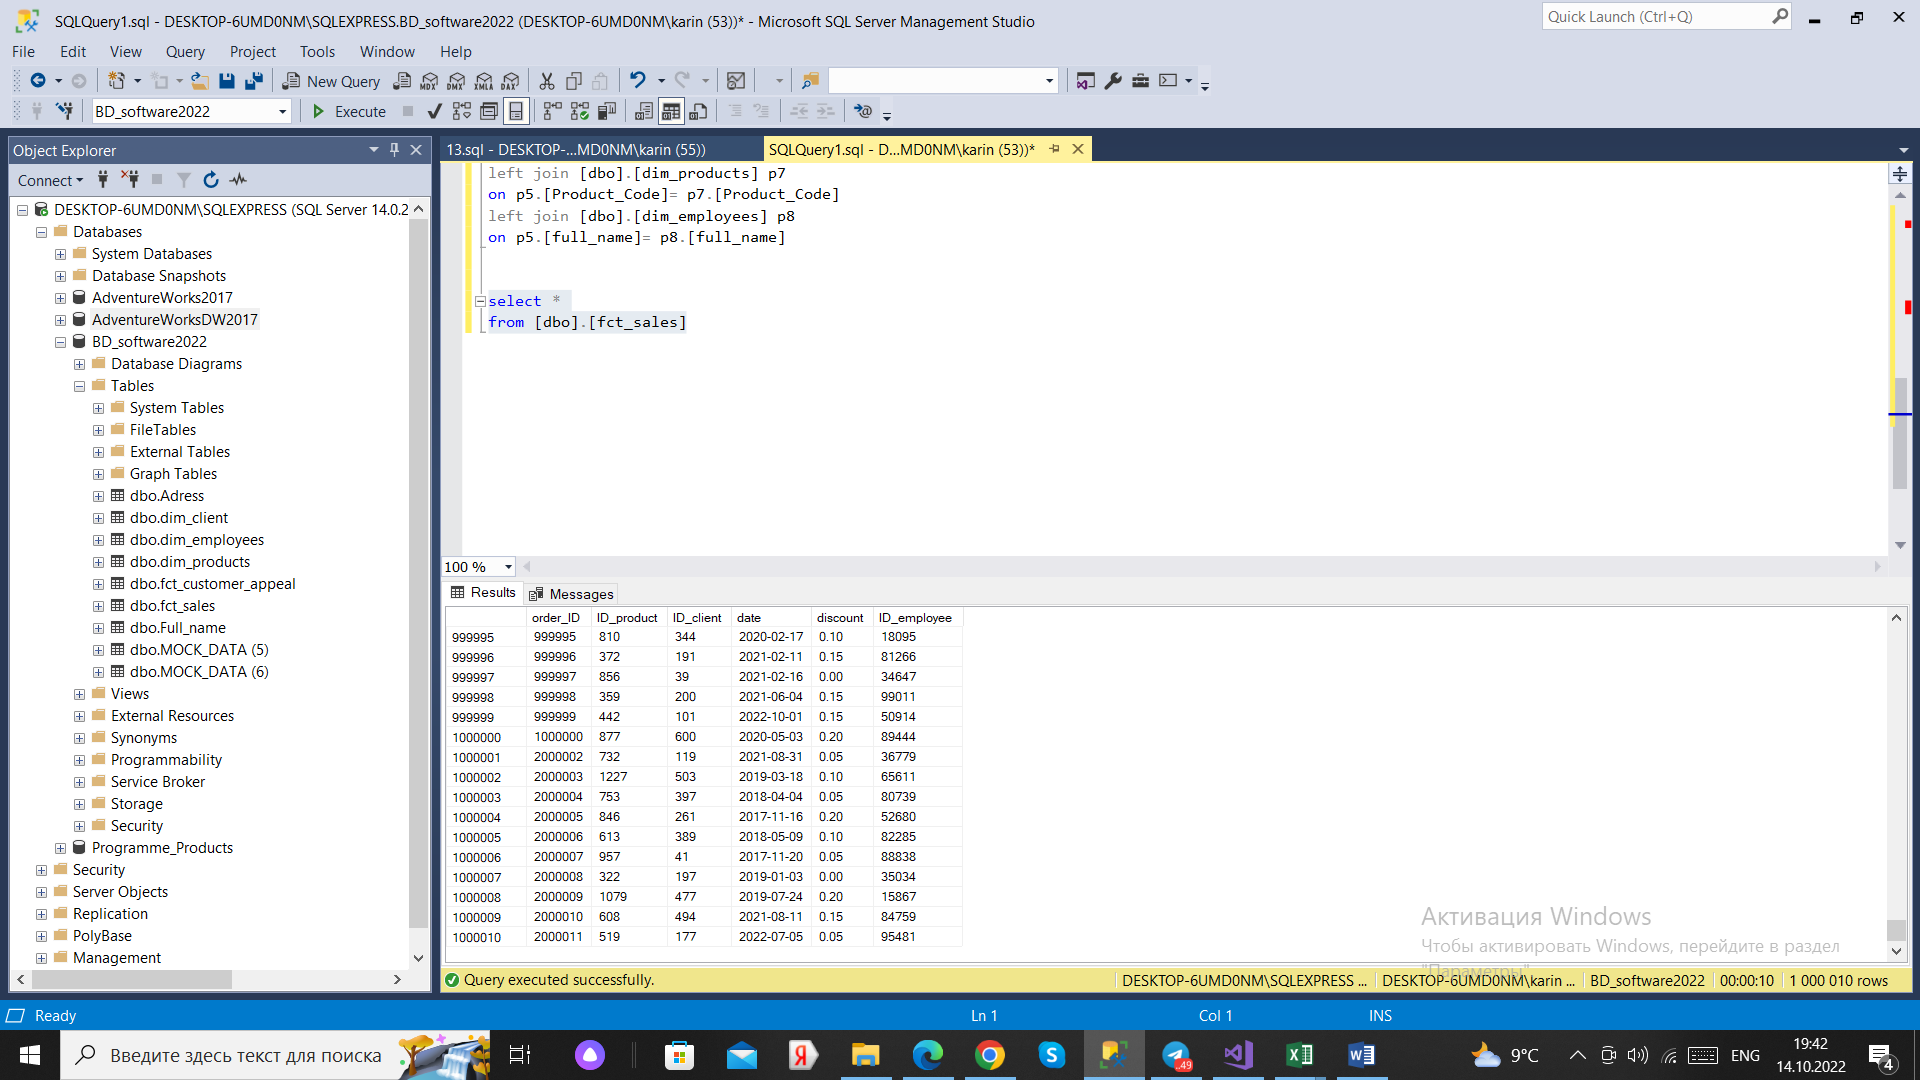 SQLQuery1.sql - DESKTOP-6UMD0NM\SQLEXPRESS.BD_software2022 (DESKTOP-6UMD0NM\karin (53))* - Microsoft SQL Server Management Studio
Quick Launch (Ctrl+Q)
File Edit View Query Project Tools Window Help
New Query MDX DMX XMLA DAX
BD_software2022 Execute
Object Explorer
Connect
DESKTOP-6UMD0NM\SQLEXPRESS (SQL Server 14.0.2
Databases
System Databases
Database Snapshots
AdventureWorks2017
AdventureWorksDW2017
BD_software2022
Database Diagrams
Tables
System Tables
FileTables
External Tables
Graph Tables
dbo.Adress
dbo.dim_client
dbo.dim_employees
dbo.dim_products
dbo.fct_customer_appeal
dbo.fct_sales
dbo.Full_name
dbo.MOCK_DATA (5)
dbo.MOCK_DATA (6)
Views
External Resources
Synonyms
Programmability
Service Broker
Storage
Security
Programme_Products
Security
Server Objects
Replication
PolyBase
Management
13.sql - DESKTOP-...MD0NM\karin (55))
SQLQuery1.sql - D...MD0NM\karin (53))*
left join [dbo].[dim_products] p7
on p5.[Product_Code]= p7.[Product_Code]
left join [dbo].[dim_employees] p8
on p5.[full_name]= p8.[full_name]
select *
from [dbo].[fct_sales]
100 %
Results Messages
order_ID ID_product ID_client date discount ID_employee
999995 999995 810 344 2020-02-17 0.10 18095
999996 999996 372 191 2021-02-11 0.15 81266
999997 999997 856 39 2021-02-16 0.00 34647
999998 999998 359 200 2021-06-04 0.15 99011
999999 999999 442 101 2022-10-01 0.15 50914
1000000 1000000 877 600 2020-05-03 0.20 89444
1000001 2000002 732 119 2021-08-31 0.05 36779
1000002 2000003 1227 503 2019-03-18 0.10 65611
1000003 2000004 753 397 2018-04-04 0.05 80739
1000004 2000005 846 261 2017-11-16 0.20 52680
1000005 2000006 613 389 2018-05-09 0.10 82285
1000006 2000007 957 41 2017-11-20 0.05 88838
1000007 2000008 322 197 2019-01-03 0.00 35034
1000008 2000009 1079 477 2019-07-24 0.20 15867
1000009 2000010 608 494 2021-08-11 0.15 84759
1000010 2000011 519 177 2022-07-05 0.05 95481
Активация Windows
Чтобы активировать Windows, перейдите в раздел
"Параметры"
Query executed successfully.
DESKTOP-6UMD0NM\SQLEXPRESS ... DESKTOP-6UMD0NM\karin ... BD_software2022 00:00:10 1 000 010 rows
Ready Ln 1 Col 1 INS
Введите здесь текст для поиска
Я
S
.49
9°C
ENG
19:42
14.10.2022
4